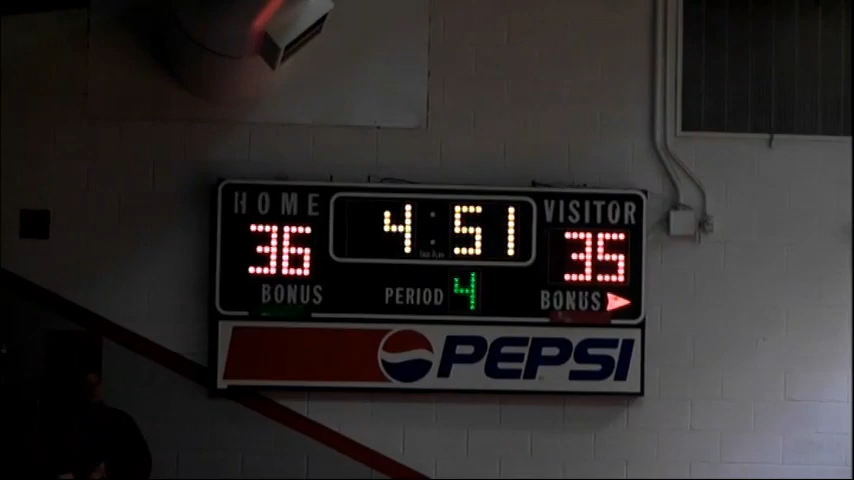 HOME 4:51 VISITOR
36 35
BONUS PERIOD 4 BONUS
PEPSI